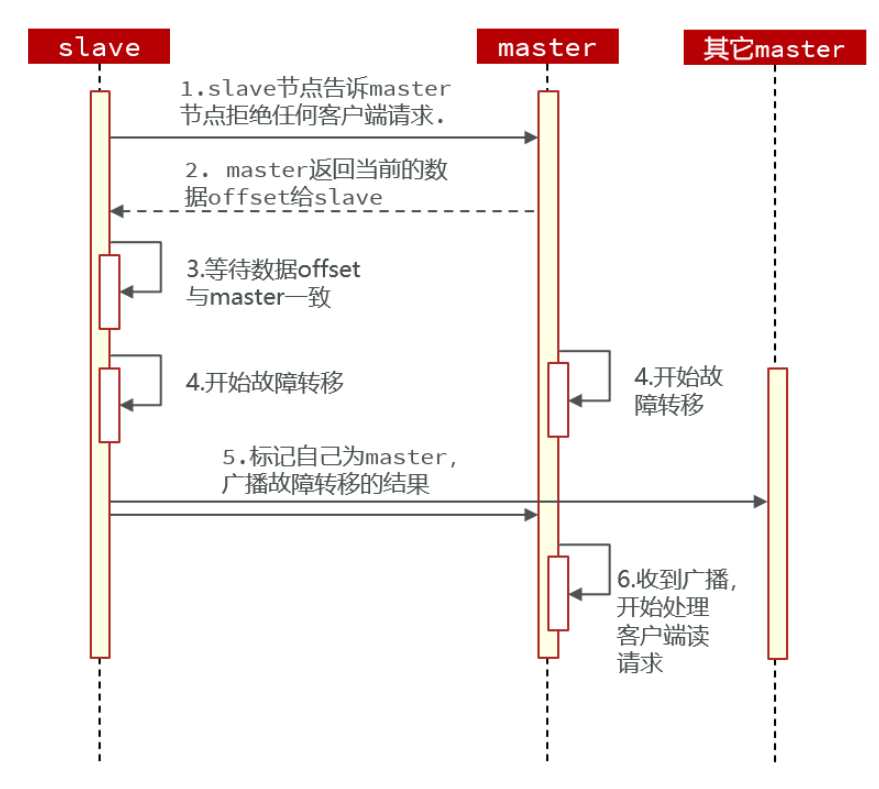 slave
master
其它master
1.slave节点告诉master
节点拒绝任何客户端请求.
2. master返回当前的数
据offset给slave
3.等待数据offset
与master一致
4.开始故障转移
4.开始故
障转移
5.标记自己为master,
广播故障转移的结果
6.收到广播，
开始处理
客户端读
请求